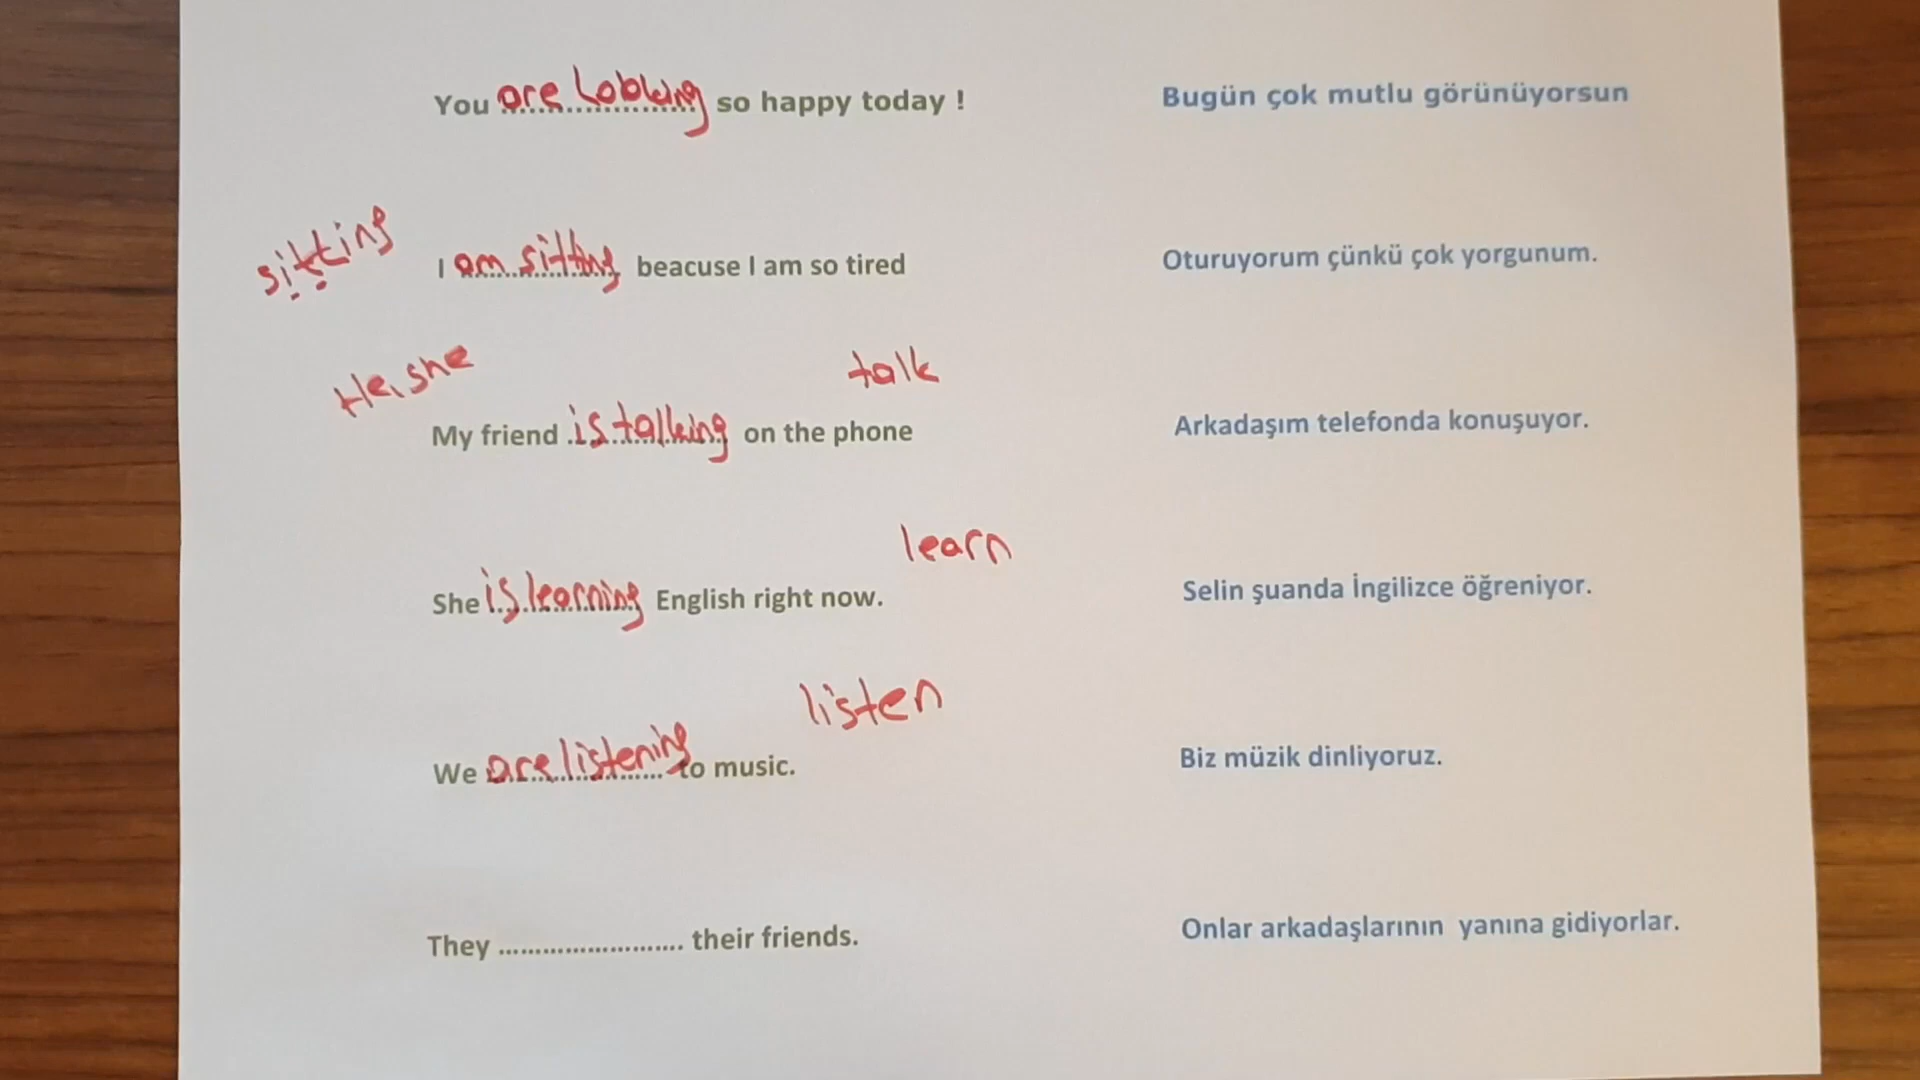 You are looking so happy today !
Bugün çok mutlu görünüyorsun
sitting
I am sitting beacuse I am so tired
Oturuyorum çünkü çok yorgunum.
He, she
talk
My friend is talking on the phone
Arkadaşım telefonda konuşuyor.
learn
She is learning English right now.
Selin şuanda İngilizce öğreniyor.
listen
We are listening to music.
Biz müzik dinliyoruz.
They ........................ their friends.
Onlar arkadaşlarının yanına gidiyorlar.